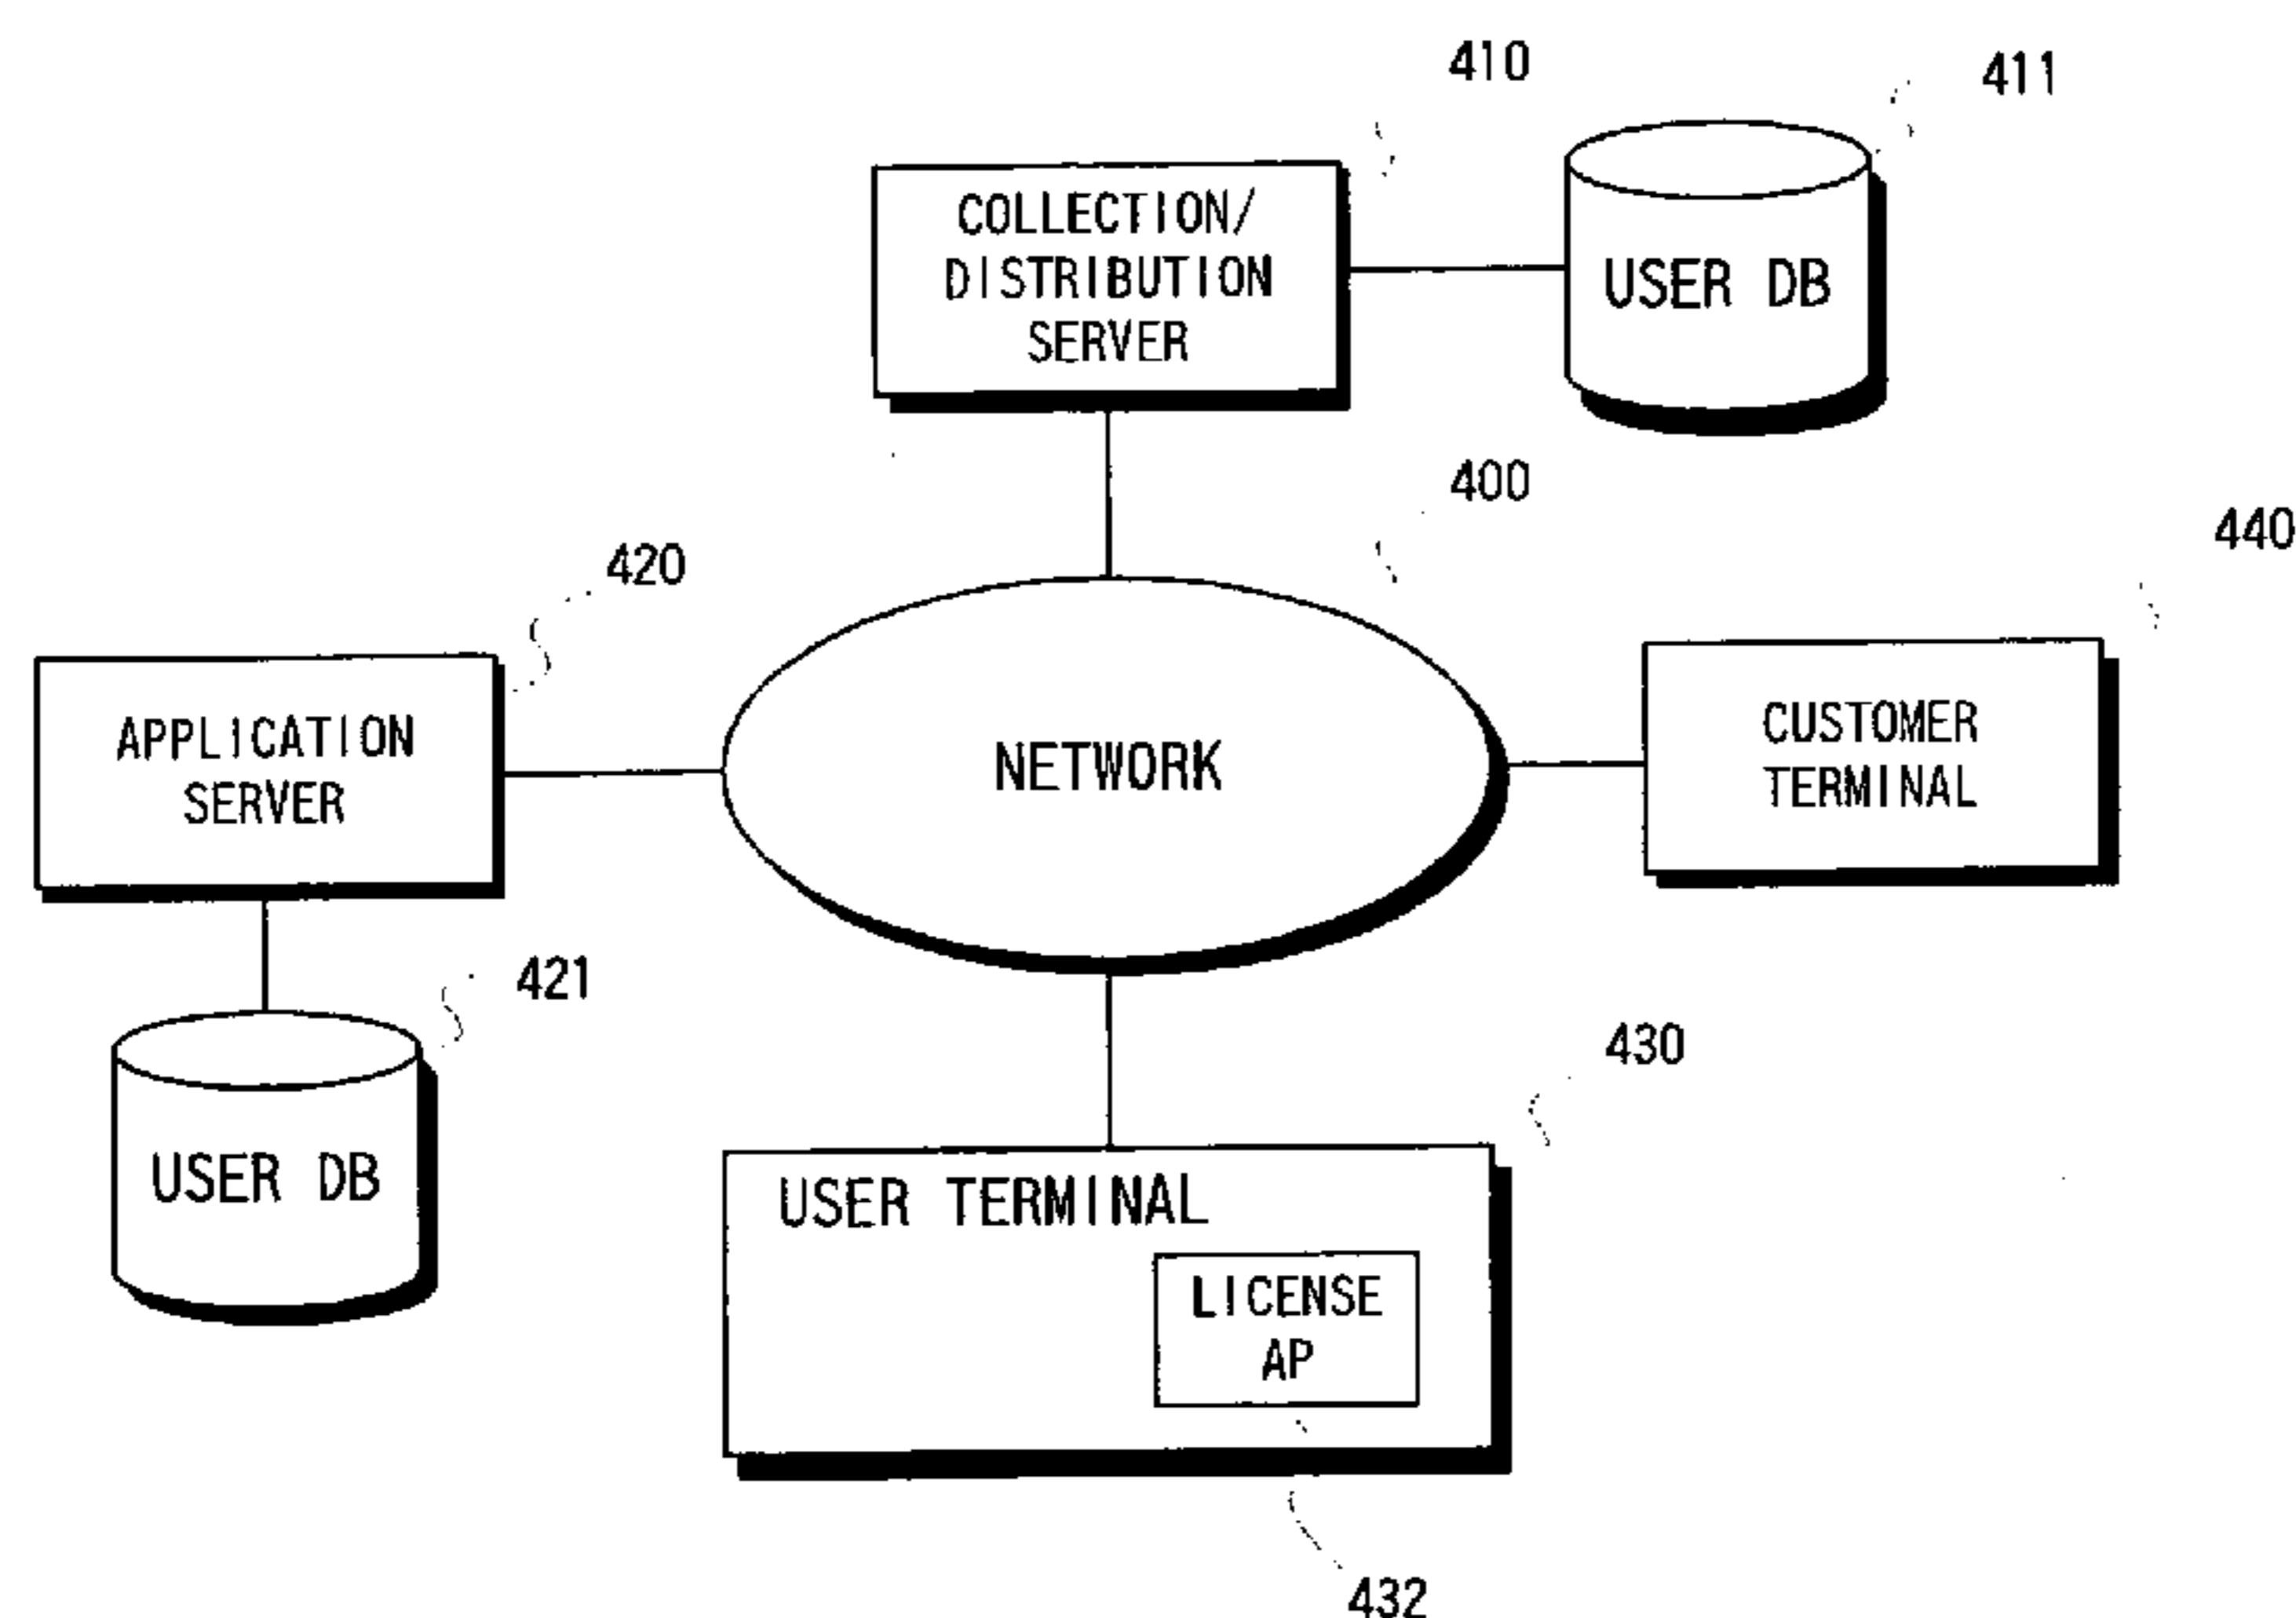 410
411
COLLECTION/
DISTRIBUTION
SERVER
USER DB
400
440
420
APPLICATION
SERVER
NETWORK
CUSTOMER
TERMINAL
421
430
USER DB
USER TERMINAL
LICENSE
AP
432